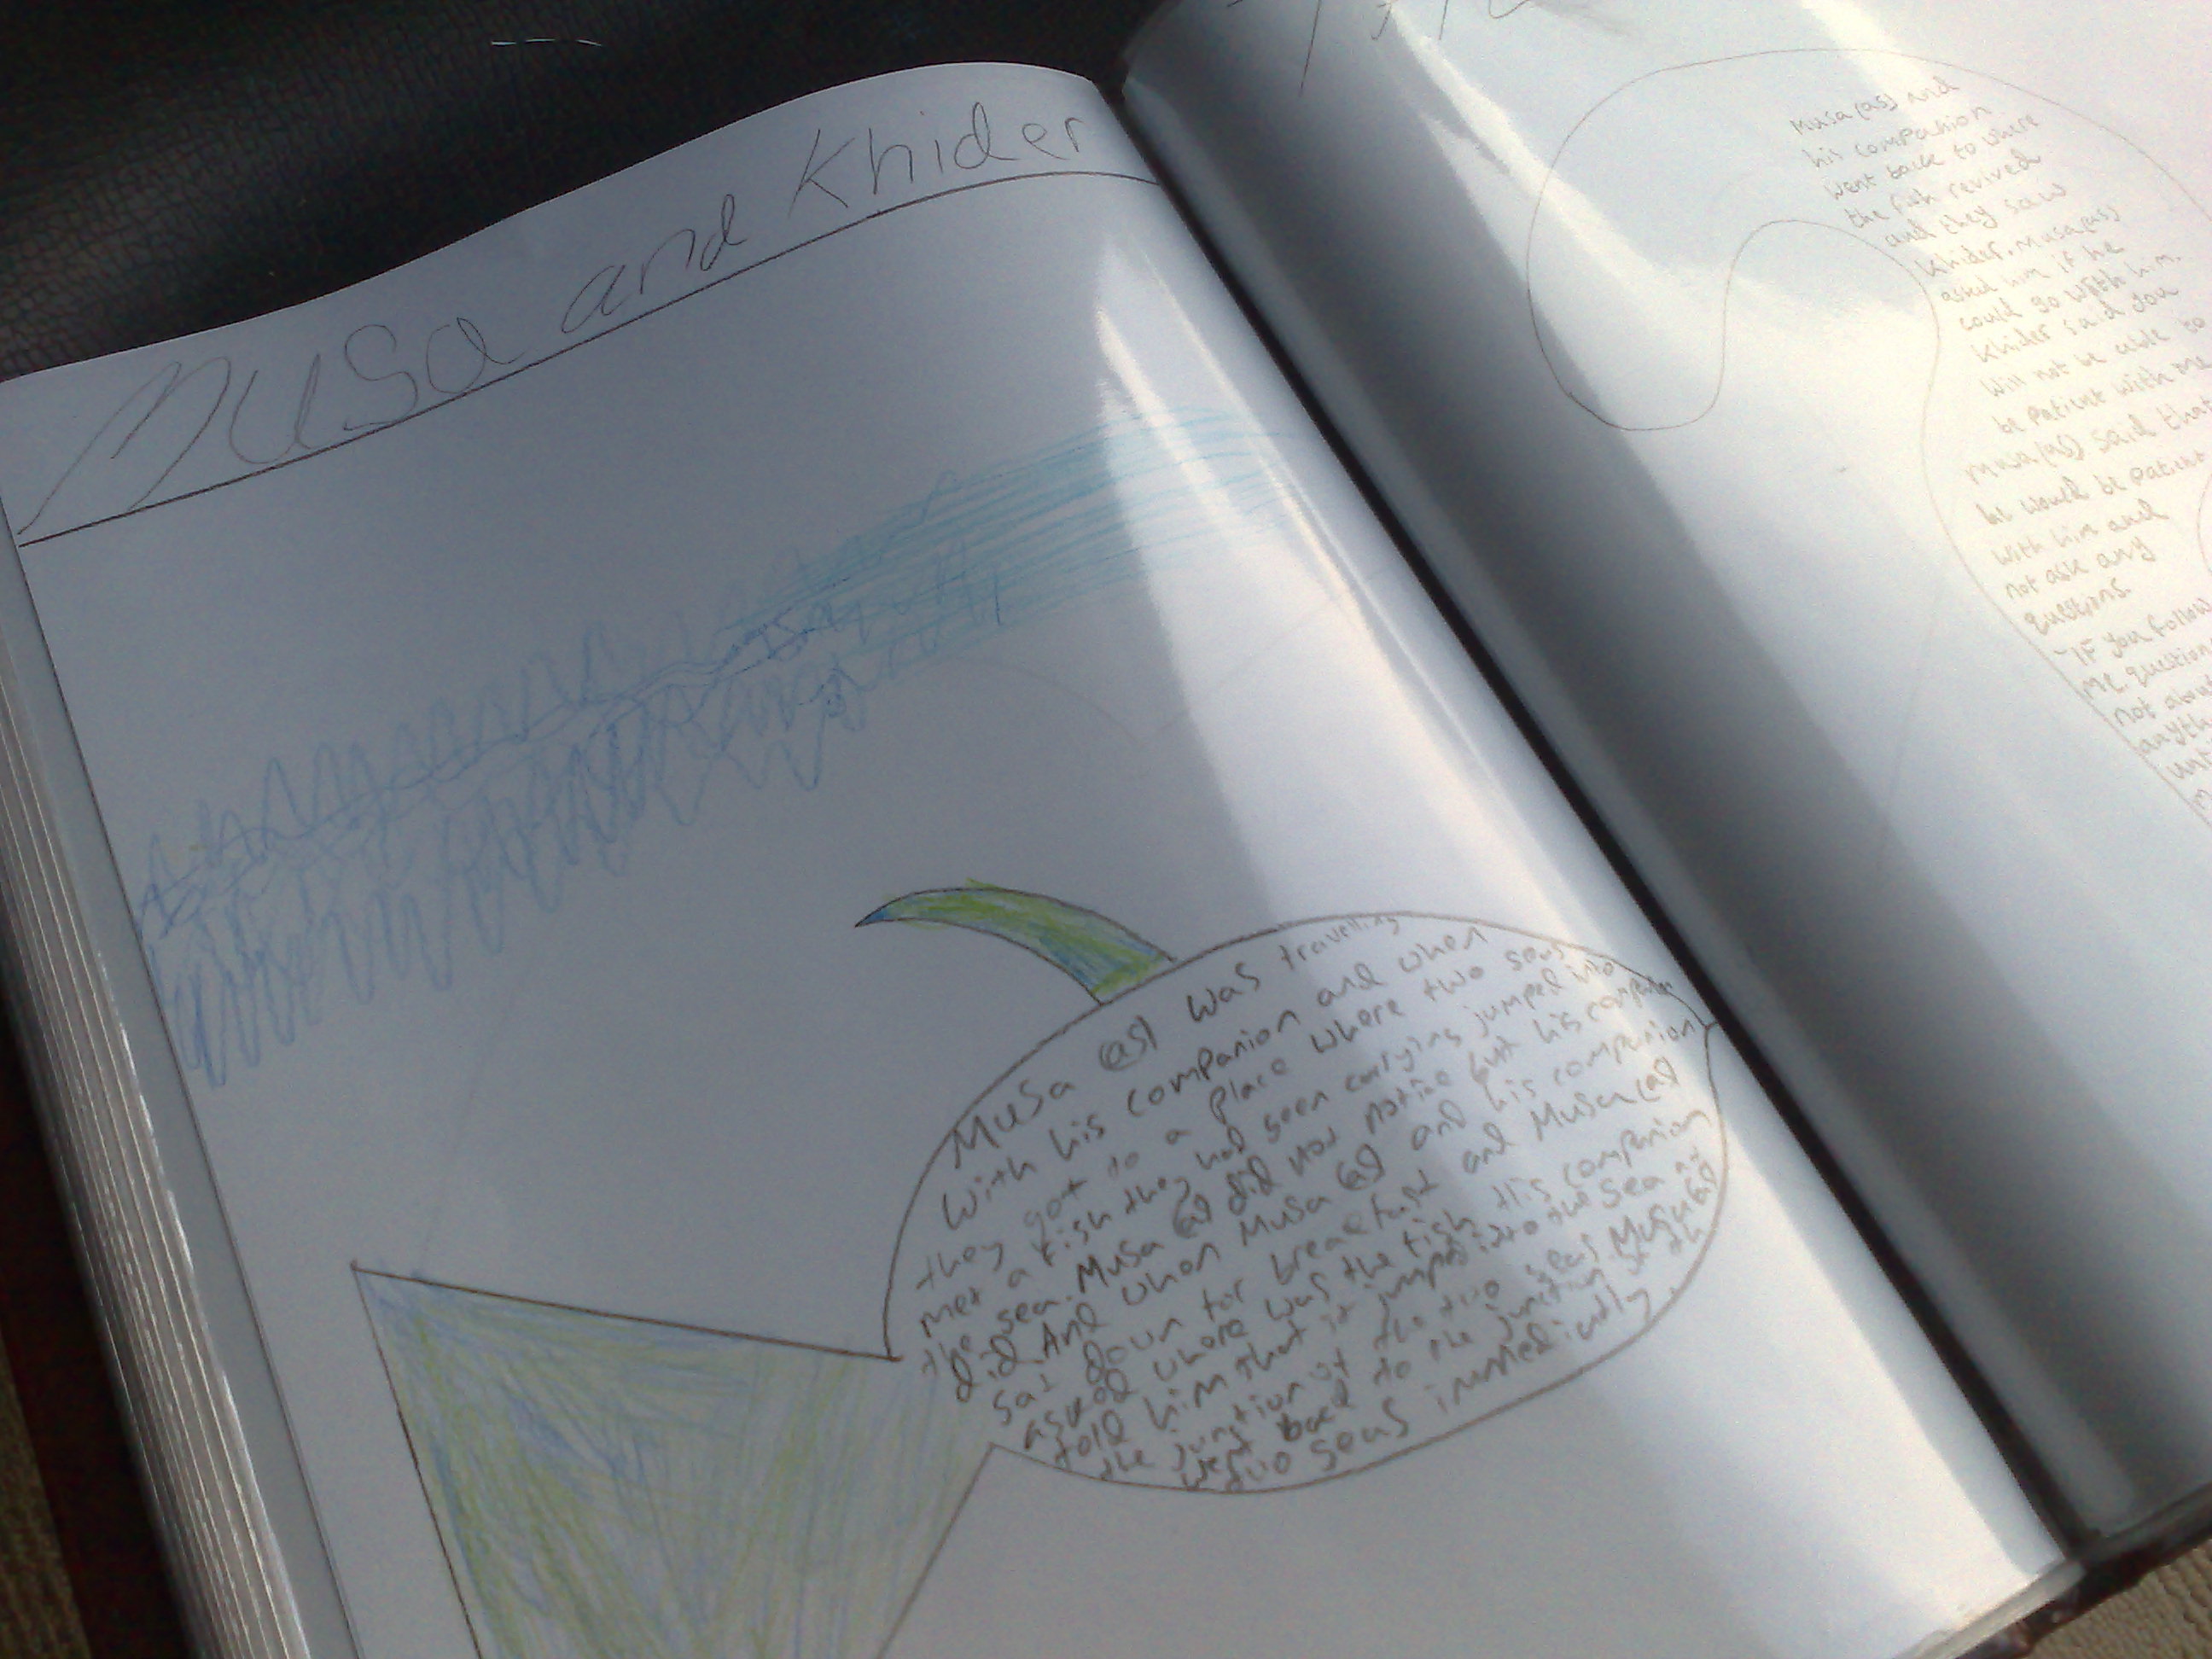 Musa and Khider
Musa (as) was travelling
with his companion and when
they got to a place where two seas
met a fish they had seen carrying jumped into
the sea. Musa (as) did not notice but his companion
did. And when Musa (as) and his companion
sat down for breakfast and Musa (as)
asked where was the fish. His companion
told him that it jumped into the sea at
the junction of the two seas Musa (as)
went back to the junction of the
two seas immediatly.
Musa (as) and
his companion
went back to where
the fish revived
and they saw
Khider. Musa (as)
asked him if he
could go with him.
Khider said you
will not be able to
be patient with me
Musa (as) said that
he would be patient
with him and
not ask any
questions.
"IF you follow
me question
not about